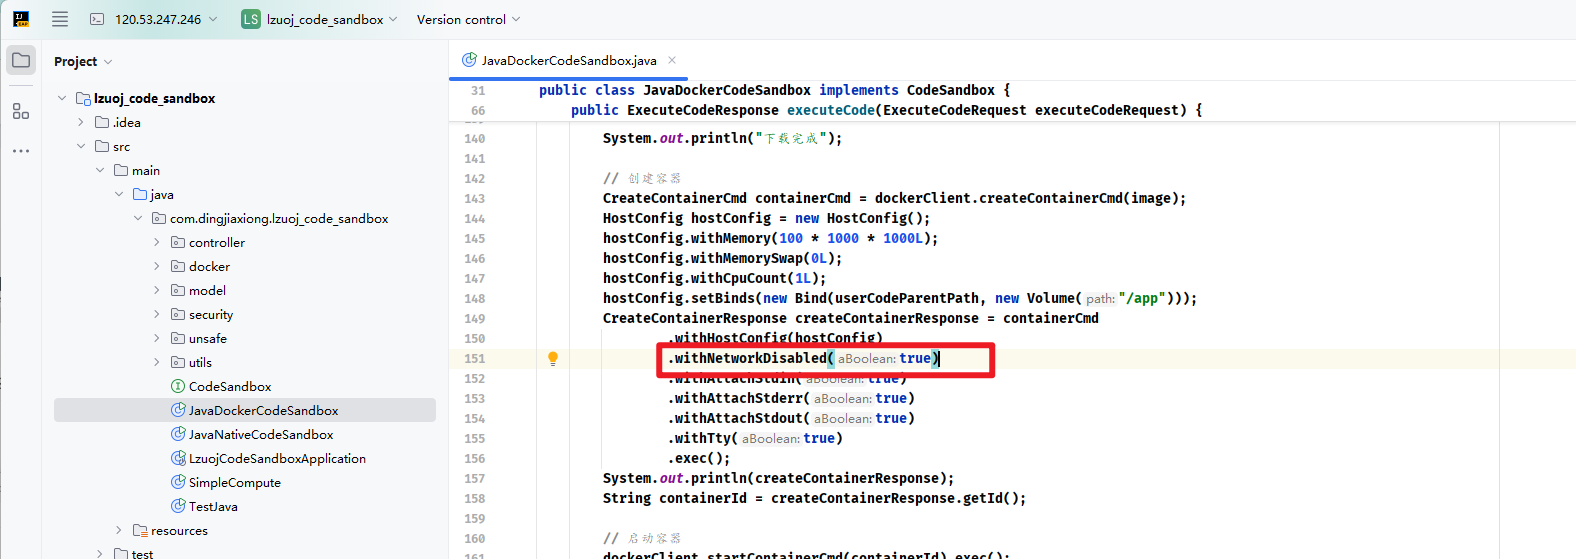 120.53.247.246
LS
lzuoj_code_sandbox
Version control
Project
lzuoj_code_sandbox
.idea
src
main
java
com.dingjiaxiong.lzuoj_code_sandbox
controller
docker
model
security
unsafe
utils
CodeSandbox
JavaDockerCodeSandbox
JavaNativeCodeSandbox
LzuojCodeSandboxApplication
SimpleCompute
TestJava
resources
test
JavaDockerCodeSandbox.java
31 public class JavaDockerCodeSandbox implements CodeSandbox {
66 public ExecuteCodeResponse executeCode(ExecuteCodeRequest executeCodeRequest) {
140 System.out.println("下载完成");
141
142 // 创建容器
143 CreateContainerCmd containerCmd = dockerClient.createContainerCmd(image);
144 HostConfig hostConfig = new HostConfig();
145 hostConfig.withMemory(100 * 1000 * 1000L);
146 hostConfig.withMemorySwap(0L);
147 hostConfig.withCpuCount(1L);
148 hostConfig.setBinds(new Bind(userCodeParentPath, new Volume( path: "/app")));
149 CreateContainerResponse createContainerResponse = containerCmd
150 .withHostConfig(hostConfig)
151 .withNetworkDisabled( aBoolean: true)
152 .withAttachStdin( aBoolean: true)
153 .withAttachStderr( aBoolean: true)
154 .withAttachStdout( aBoolean: true)
155 .withTty( aBoolean: true)
156 .exec();
157 System.out.println(createContainerResponse);
158 String containerId = createContainerResponse.getId();
159
160 // 启动容器
161 dockerClient.startContainerCmd(containerId).exec();